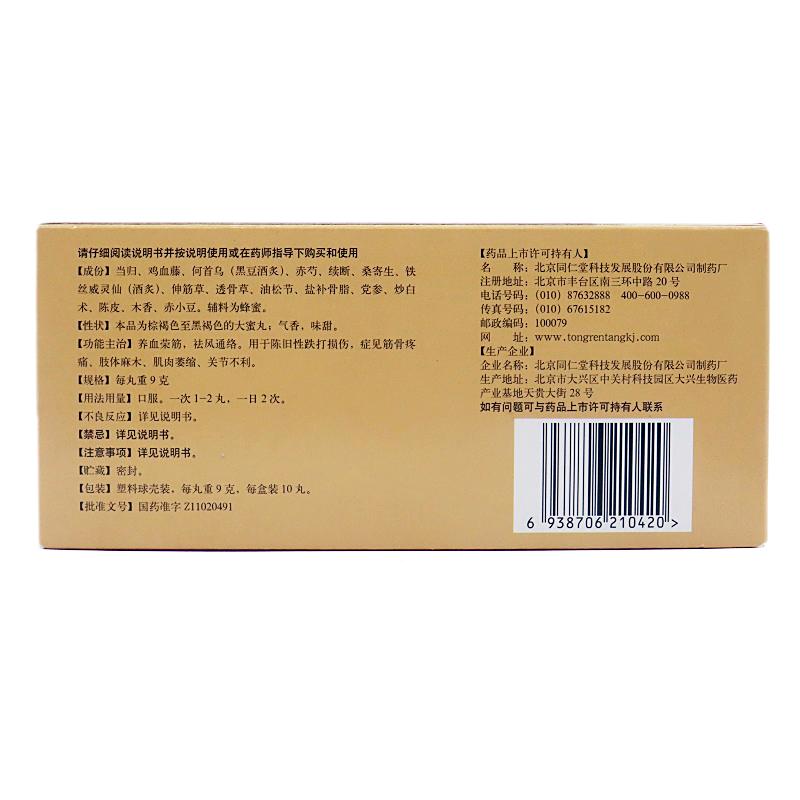 请仔细阅读说明书并按说明使用或在药师指导下购买和使用
【成份】当归、鸡血藤、何首乌（黑豆酒炙）、赤芍、续断、桑寄生、铁
丝威灵仙（酒炙）、伸筋草、透骨草、油松节、盐补骨脂、党参、炒白
术、陈皮、木香、赤小豆。辅料为蜂蜜。
【性状】本品为棕褐色至黑褐色的大蜜丸；气香，味甜。
【功能主治】养血荣筋，祛风通络。用于陈旧性跌打损伤，症见筋骨疼
痛、肢体麻木、肌肉萎缩、关节不利。
【规格】每丸重9克
【用法用量】口服。一次1-2丸，一日2次。
【不良反应】详见说明书。
【禁忌】详见说明书。
【注意事项】详见说明书。
【贮藏】密封。
【包装】塑料球壳装，每丸重9克，每盒装10丸。
【批准文号】国药准字Z11020491
【药品上市许可持有人】
名　　称：北京同仁堂科技发展股份有限公司制药厂
注册地址：北京市丰台区南三环中路20号
电话号码：（010）87632888　400-600-0988
传真号码：（010）67615182
邮政编码：100079
网　　址：www.tongrentangkj.com
【生产企业】
企业名称：北京同仁堂科技发展股份有限公司制药厂
生产地址：北京市大兴区中关村科技园区大兴生物医药
产业基地天贵大街28号
如有问题可与药品上市许可持有人联系
6 938706 210420 >